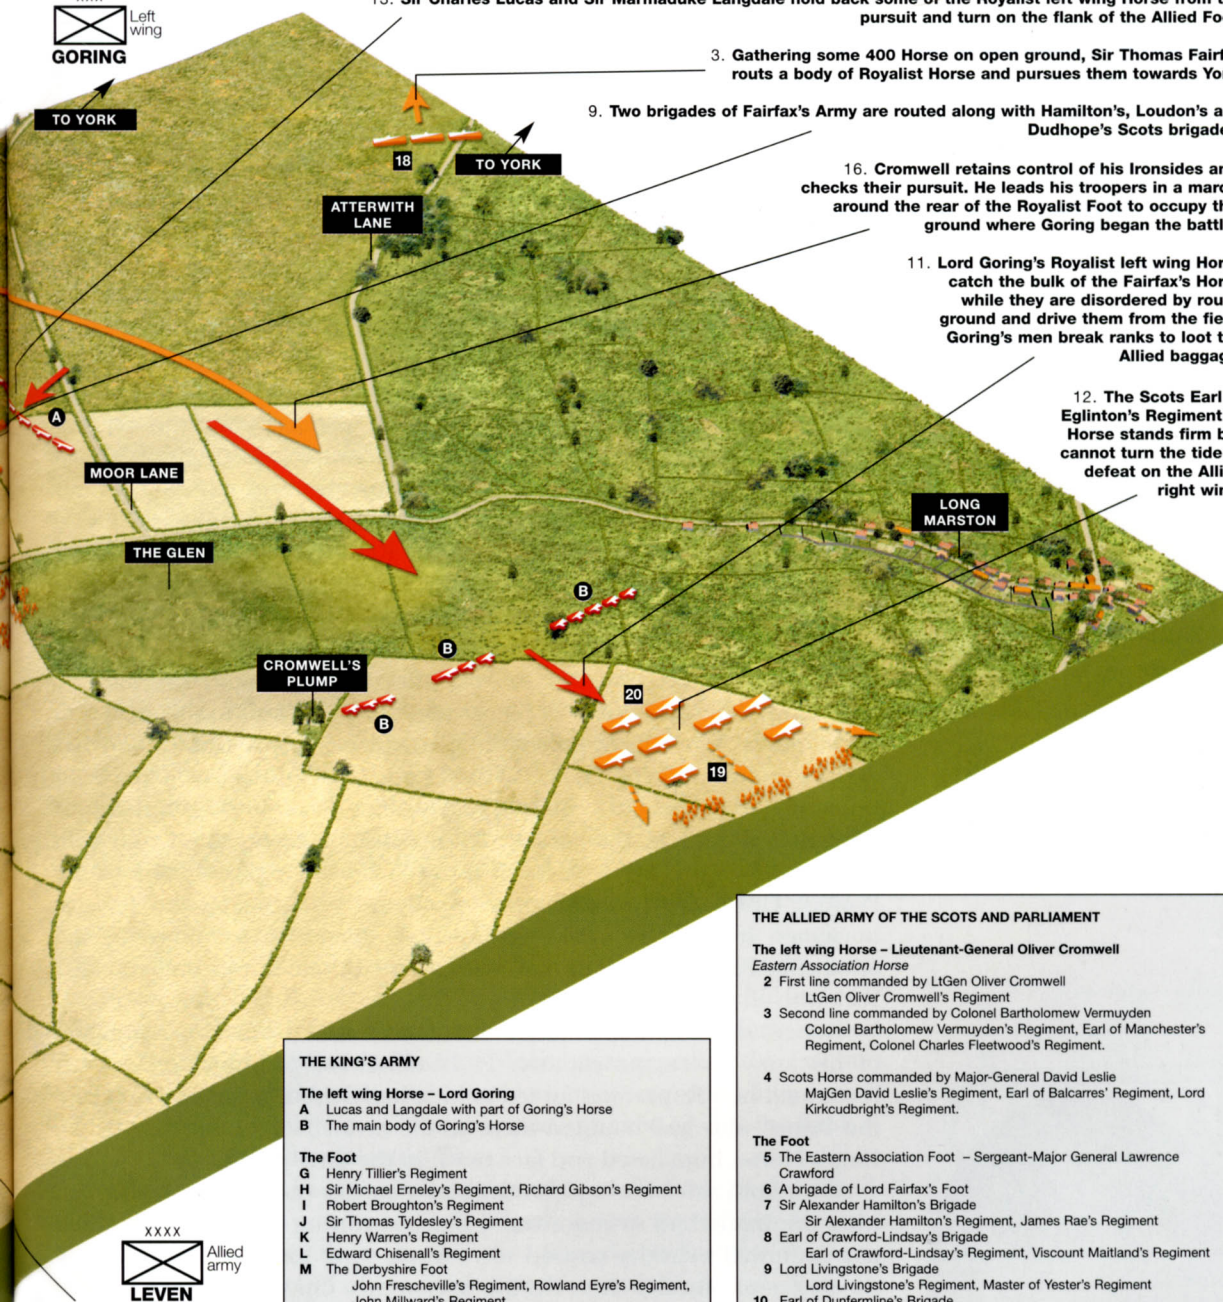 XXXX
Left
wing
GORING
TO YORK
13. Sir Charles Lucas and Sir Marmaduke Langdale hold back some of the Royalist left wing Horse from
pursuit and turn on the flank of the Allied
3. Gathering some 400 Horse on open ground, Sir Thomas
routs a body of Royalist Horse and pursues them towards
9. Two brigades of Fairfax's Army are routed along with Hamilton's, Loudon's
Dudhope's Scots
16. Cromwell retains control of his Ironsides
checks their pursuit. He leads his troopers in a
around the rear of the Royalist Foot to occupy
ground where Goring began the
11. Lord Goring's Royalist left wing
catch the bulk of the Fairfax's
while they are disordered by
ground and drive them from the
Goring's men break ranks to loot
Allied
12. The Scots
Eglinton's Regiment
Horse stands firm
cannot turn the tide
defeat on the
right
18
TO YORK
ATTERWITH
LANE
A
MOOR LANE
THE GLEN
LONG
MARSTON
B
B
B
CROMWELL'S
PLUMP
20
19
XXXX
Allied
army
LEVEN
THE KING'S ARMY
The left wing Horse – Lord Goring
A Lucas and Langdale with part of Goring's Horse
B The main body of Goring's Horse
The Foot
G Henry Tillier's Regiment
H Sir Michael Erneley's Regiment, Richard Gibson's Regiment
I Robert Broughton's Regiment
J Sir Thomas Tyldesley's Regiment
K Henry Warren's Regiment
L Edward Chisenall's Regiment
M The Derbyshire Foot
John Frescheville's Regiment, Rowland Eyre's Regiment,
John Millward's Regiment
THE ALLIED ARMY OF THE SCOTS AND PARLIAMENT
The left wing Horse – Lieutenant-General Oliver Cromwell
Eastern Association Horse
2 First line commanded by LtGen Oliver Cromwell
LtGen Oliver Cromwell's Regiment
3 Second line commanded by Colonel Bartholomew Vermuyden
Colonel Bartholomew Vermuyden's Regiment, Earl of Manchester's
Regiment, Colonel Charles Fleetwood's Regiment.
4 Scots Horse commanded by Major-General David Leslie
MajGen David Leslie's Regiment, Earl of Balcarres' Regiment, Lord
Kirkcudbright's Regiment.
The Foot
5 The Eastern Association Foot – Sergeant-Major General Lawrence
Crawford
6 A brigade of Lord Fairfax's Foot
7 Sir Alexander Hamilton's Brigade
Sir Alexander Hamilton's Regiment, James Rae's Regiment
8 Earl of Crawford-Lindsay's Brigade
Earl of Crawford-Lindsay's Regiment, Viscount Maitland's Regiment
9 Lord Livingstone's Brigade
Lord Livingstone's Regiment, Master of Yester's Regiment
10 Earl of Dunfermline's Brigade